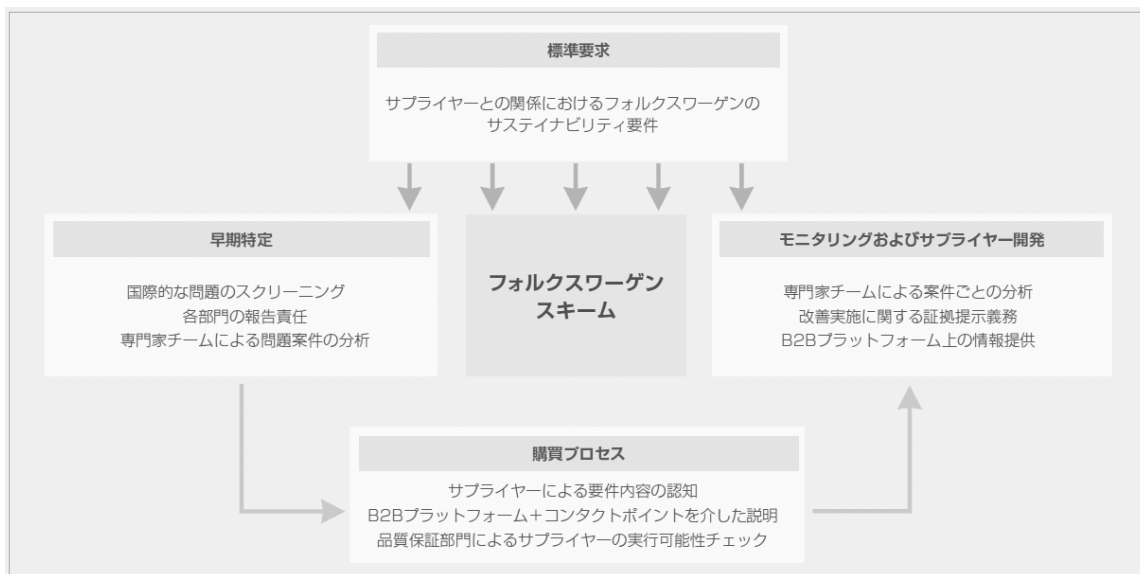 標準要求
サプライヤーとの関係におけるフォルクスワーゲンの
サステイナビリティ要件
早期特定
国際的な問題のスクリーニング
各部門の報告責任
専門家チームによる問題案件の分析
フォルクスワーゲン
スキーム
モニタリングおよびサプライヤー開発
専門家チームによる案件ごとの分析
改善実施に関する証拠提示義務
B2Bプラットフォーム上の情報提供
購買プロセス
サプライヤーによる要件内容の認知
B2Bプラットフォーム＋コンタクトポイントを介した説明
品質保証部門によるサプライヤーの実行可能性チェック